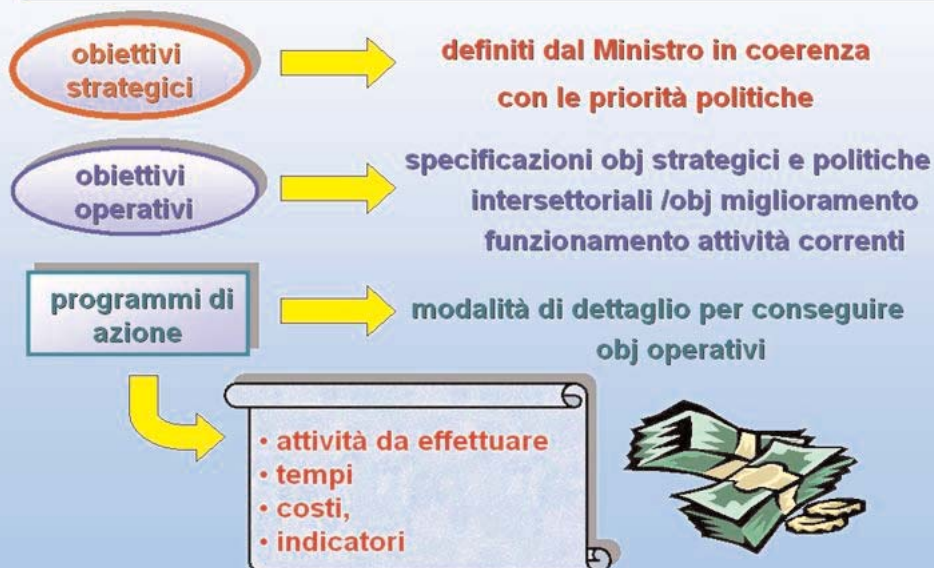 obiettivi
strategici
definiti dal Ministro in coerenza
con le priorità politiche
obiettivi
operativi
specificazioni obj strategici e politiche
intersettoriali /obj miglioramento
funzionamento attività correnti
programmi di
azione
modalità di dettaglio per conseguire
obj operativi
• attività da effettuare
• tempi
• costi,
• indicatori